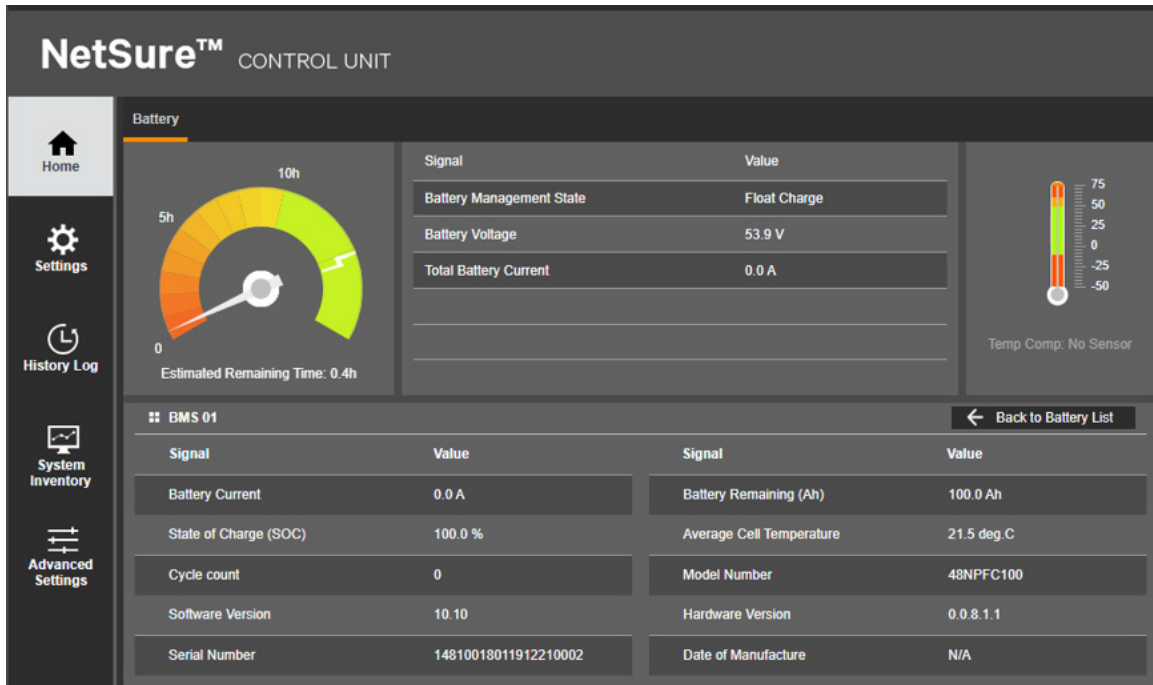 NetSure™ CONTROL UNIT
Home
Settings
History Log
System
Inventory
Advanced
Settings
Battery
10h
5h
0
Estimated Remaining Time: 0.4h
Signal Value
Battery Management State Float Charge
Battery Voltage 53.9 V
Total Battery Current 0.0 A
75
50
25
0
-25
-50
Temp Comp: No Sensor
BMS 01
Back to Battery List
Signal Value Signal Value
Battery Current 0.0 A Battery Remaining (Ah) 100.0 Ah
State of Charge (SOC) 100.0 % Average Cell Temperature 21.5 deg.C
Cycle count 0 Model Number 48NPFC100
Software Version 10.10 Hardware Version 0.0.8.1.1
Serial Number 14810018011912210002 Date of Manufacture N/A